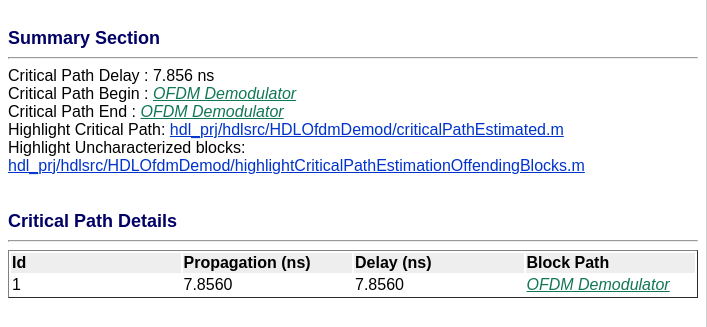 Summary Section
Critical Path Delay : 7.856 ns
Critical Path Begin : OFDM Demodulator
Critical Path End : OFDM Demodulator
Highlight Critical Path: hdl_prj/hdlsrc/HDLOfdmDemod/criticalPathEstimated.m
Highlight Uncharacterized blocks:
hdl_prj/hdlsrc/HDLOfdmDemod/highlightCriticalPathEstimationOffendingBlocks.m
Critical Path Details
Id Propagation (ns) Delay (ns) Block Path
1 7.8560 7.8560 OFDM Demodulator